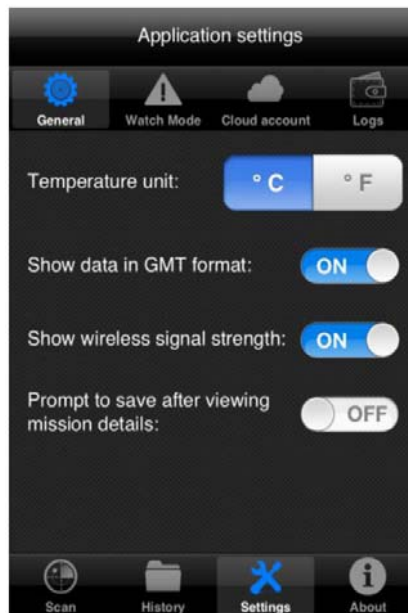 Application settings
General Watch Mode Cloud account Logs
Temperature unit: ° C ° F
Show data in GMT format: ON
Show wireless signal strength: ON
Prompt to save after viewing
mission details: OFF
Scan History Settings About